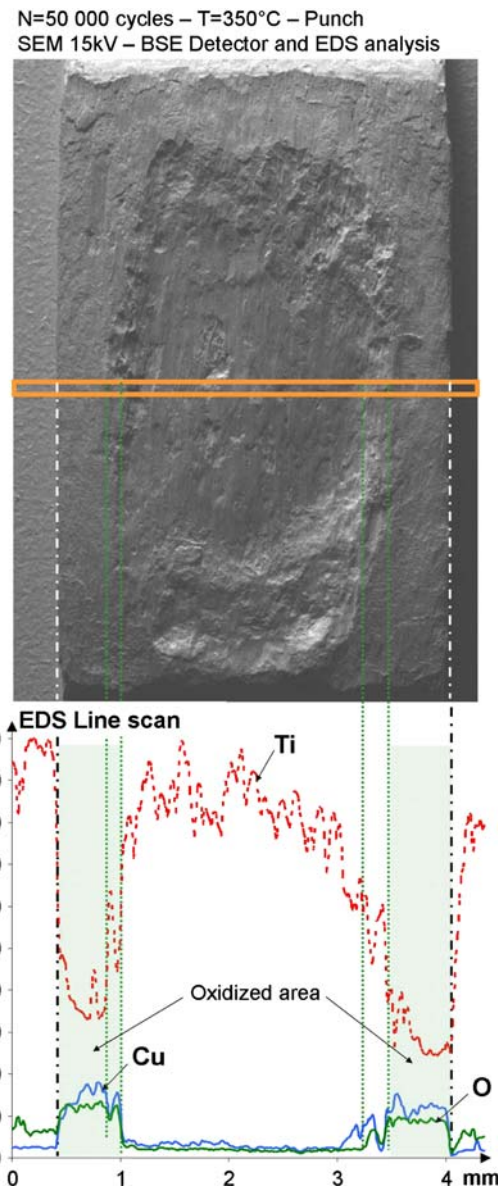 N=50 000 cycles – T=350°C – Punch
SEM 15kV – BSE Detector and EDS analysis
EDS Line scan
Ti
Oxidized area
Cu
O
0 1 2 3 4 mm